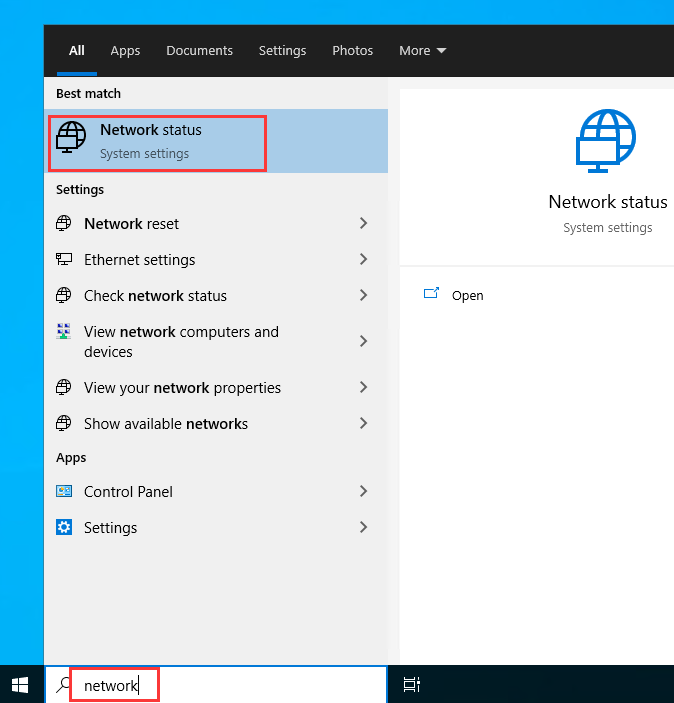 All Apps Documents Settings Photos More
Best match
Network status
System settings
Settings
Network reset
Ethernet settings
Check network status
View network computers and
devices
View your network properties
Show available networks
Apps
Control Panel
Settings
Network status
System settings
Open
network